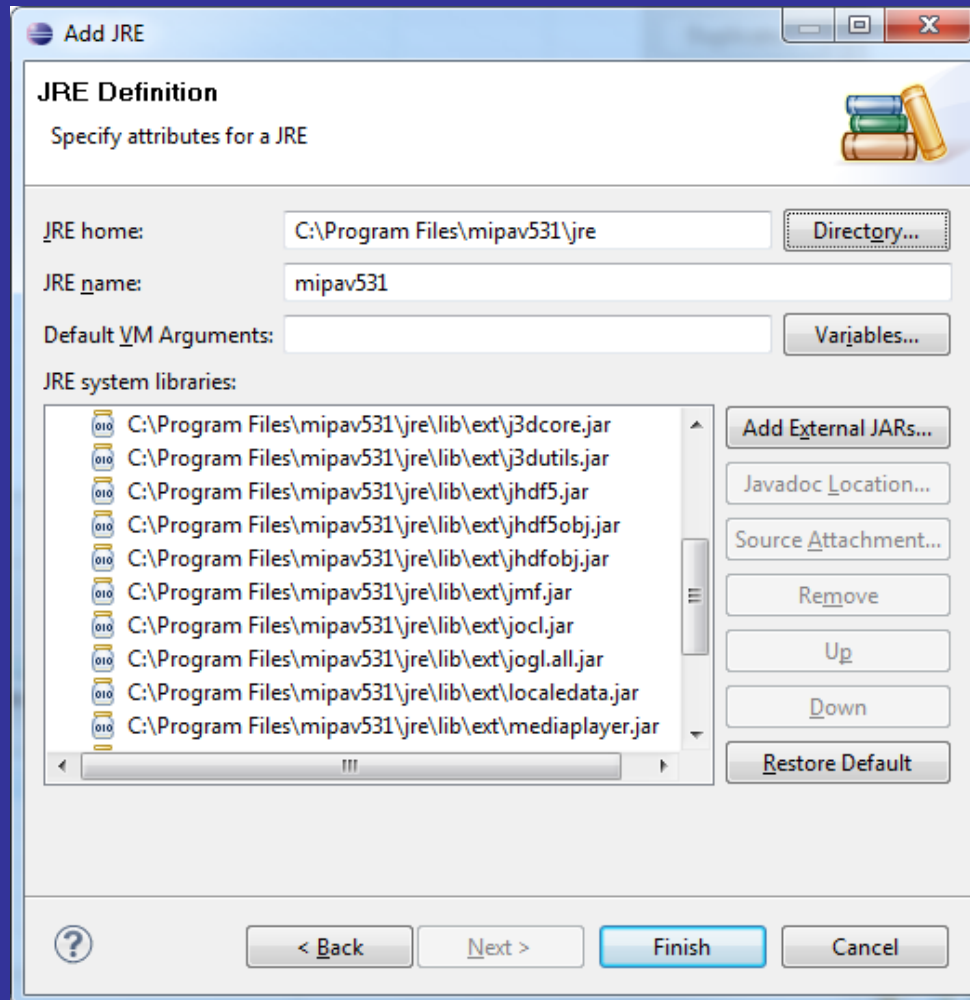 Add JRE
JRE Definition
Specify attributes for a JRE
JRE home: C:\Program Files\mipav531\jre Directory...
JRE name: mipav531
Default VM Arguments: Variables...
JRE system libraries:
C:\Program Files\mipav531\jre\lib\ext\j3dcore.jar Add External JARs...
C:\Program Files\mipav531\jre\lib\ext\j3dutils.jar
C:\Program Files\mipav531\jre\lib\ext\jhdf5.jar Javadoc Location...
C:\Program Files\mipav531\jre\lib\ext\jhdf5obj.jar Source Attachment...
C:\Program Files\mipav531\jre\lib\ext\jhdfobj.jar
C:\Program Files\mipav531\jre\lib\ext\jmf.jar Remove
C:\Program Files\mipav531\jre\lib\ext\jocl.jar
C:\Program Files\mipav531\jre\lib\ext\jogl.all.jar Up
C:\Program Files\mipav531\jre\lib\ext\localedata.jar Down
C:\Program Files\mipav531\jre\lib\ext\mediaplayer.jar
Restore Default
? < Back Next > Finish Cancel